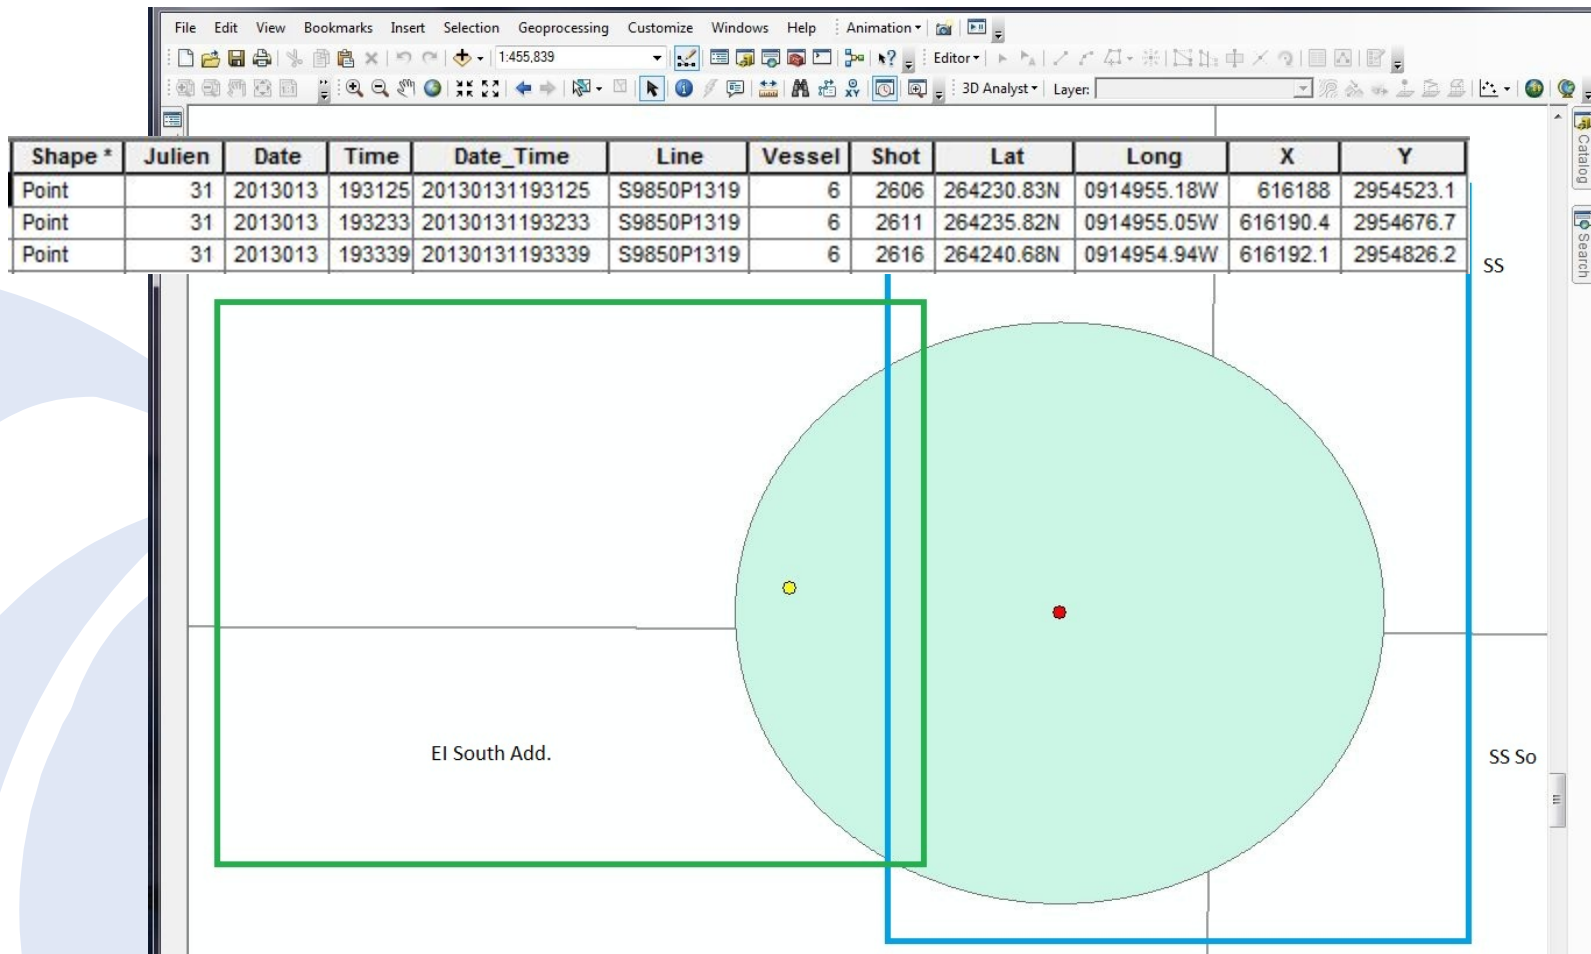 File Edit View Bookmarks Insert Selection Geoprocessing Customize Windows Help Animation
1:455,839 Editor
3D Analyst Layer:
Catalog
Search
Shape * Julien Date Time Date_Time Line Vessel Shot Lat Long X Y
Point 31 2013013 193125 20130131193125 S9850P1319 6 2606 264230.83N 0914955.18W 616188 2954523.1
Point 31 2013013 193233 20130131193233 S9850P1319 6 2611 264235.82N 0914955.05W 616190.4 2954676.7
Point 31 2013013 193339 20130131193339 S9850P1319 6 2616 264240.68N 0914954.94W 616192.1 2954826.2
SS
EI South Add.
SS So